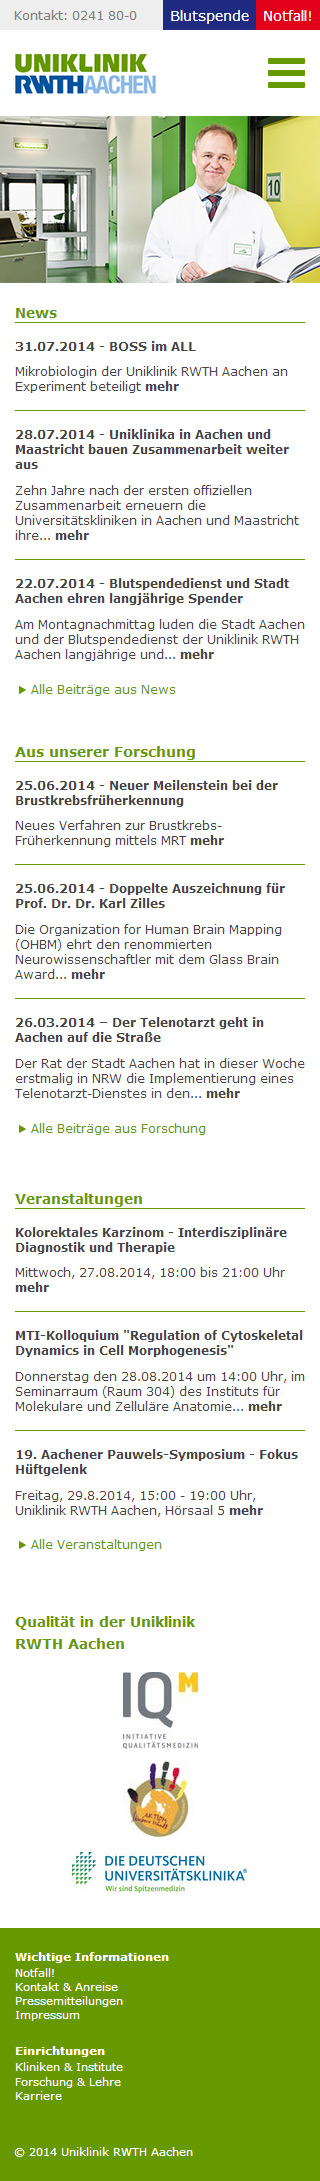 Kontakt: 0241 80-0 Blutspende Notfall!
UNIKLINIK
RWTHAACHEN
10
News
31.07.2014 - BOSS im ALL
Mikrobiologin der Uniklinik RWTH Aachen an
Experiment beteiligt mehr
28.07.2014 - Uniklinika in Aachen und
Maastricht bauen Zusammenarbeit weiter
aus
Zehn Jahre nach der ersten offiziellen
Zusammenarbeit erneuern die
Universitätskliniken in Aachen und Maastricht
ihre... mehr
22.07.2014 - Blutspendedienst und Stadt
Aachen ehren langjährige Spender
Am Montagnachmittag luden die Stadt Aachen
und der Blutspendedienst der Uniklinik RWTH
Aachen langjährige und... mehr
Alle Beiträge aus News
Aus unserer Forschung
25.06.2014 - Neuer Meilenstein bei der
Brustkrebsfrüherkennung
Neues Verfahren zur Brustkrebs-
Früherkennung mittels MRT mehr
25.06.2014 - Doppelte Auszeichnung für
Prof. Dr. Dr. Karl Zilles
Die Organization for Human Brain Mapping
(OHBM) ehrt den renommierten
Neurowissenschaftler mit dem Glass Brain
Award... mehr
26.03.2014 – Der Telenotarzt geht in
Aachen auf die Straße
Der Rat der Stadt Aachen hat in dieser Woche
erstmalig in NRW die Implementierung eines
Telenotarzt-Dienstes in den... mehr
Alle Beiträge aus Forschung
Veranstaltungen
Kolorektales Karzinom - Interdisziplinäre
Diagnostik und Therapie
Mittwoch, 27.08.2014, 18:00 bis 21:00 Uhr
mehr
MTI-Kolloquium "Regulation of Cytoskeletal
Dynamics in Cell Morphogenesis"
Donnerstag den 28.08.2014 um 14:00 Uhr, im
Seminarraum (Raum 304) des Instituts für
Molekulare und Zelluläre Anatomie... mehr
19. Aachener Pauwels-Symposium - Fokus
Hüftgelenk
Freitag, 29.8.2014, 15:00 - 19:00 Uhr,
Uniklinik RWTH Aachen, Hörsaal 5 mehr
Alle Veranstaltungen
Qualität in der Uniklinik
RWTH Aachen
IQM
INITIATIVE
QUALITÄTSMEDIZIN
AKTION
Saubere Hände
DIE DEUTSCHEN
UNIVERSITÄTSKLINIKA®
Wir sind Spitzenmedizin
Wichtige Informationen
Notfall!
Kontakt & Anreise
Pressemitteilungen
Impressum
Einrichtungen
Kliniken & Institute
Forschung & Lehre
Karriere
© 2014 Uniklinik RWTH Aachen